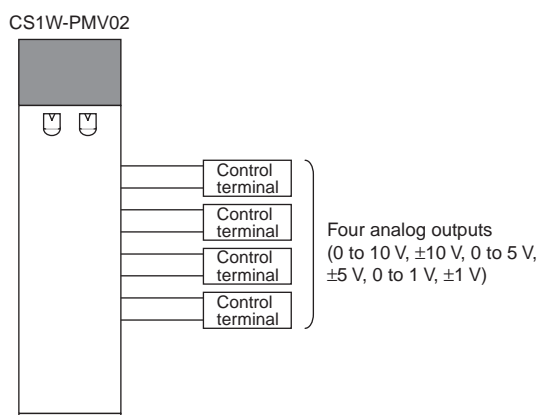 CS1W-PMV02
Control
terminal
Control
terminal
Control
terminal
Control
terminal
Four analog outputs
(0 to 10 V, ±10 V, 0 to 5 V,
±5 V, 0 to 1 V, ±1 V)